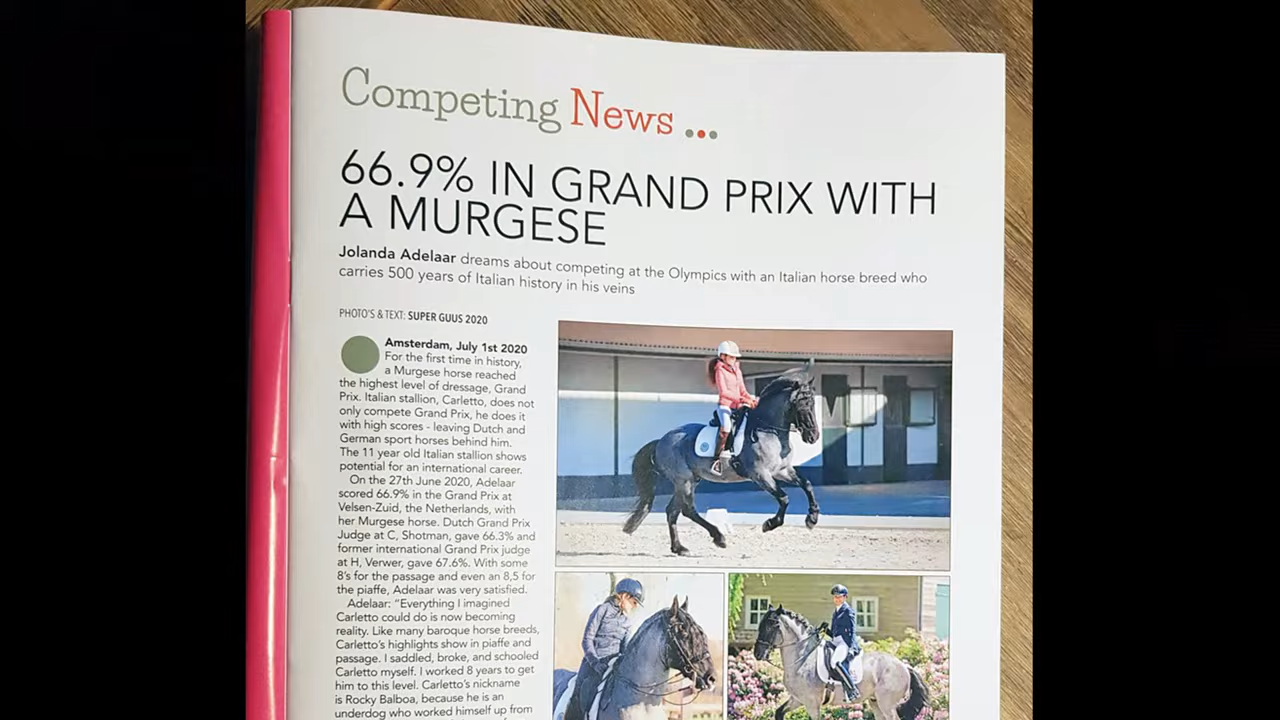 Competing News ...
66.9% IN GRAND PRIX WITH
A MURGESE
Jolanda Adelaar dreams about competing at the Olympics with an Italian horse breed who
carries 500 years of Italian history in his veins
PHOTO'S & TEXT: SUPER GUUS 2020
Amsterdam, July 1st 2020
For the first time in history,
a Murgese horse reached
the highest level of dressage, Grand
Prix. Italian stallion, Carletto, does not
only compete Grand Prix, he does it
with high scores - leaving Dutch and
German sport horses behind him.
The 11 year old Italian stallion shows
potential for an international career.
On the 27th June 2020, Adelaar
scored 66.9% in the Grand Prix at
Velsen-Zuid, the Netherlands, with
her Murgese horse. Dutch Grand Prix
Judge at C, Shotman, gave 66.3% and
former international Grand Prix judge
at H, Verwer, gave 67.6%. With some
8's for the passage and even an 8,5 for
the piaffe, Adelaar was very satisfied.
Adelaar: "Everything I imagined
Carletto could do is now becoming
reality. Like many baroque horse breeds,
Carletto's highlights show in piaffe and
passage. I saddled, broke, and schooled
Carletto myself. I worked 8 years to get
him to this level. Carletto's nickname
is Rocky Balboa, because he is an
underdog who worked himself up from